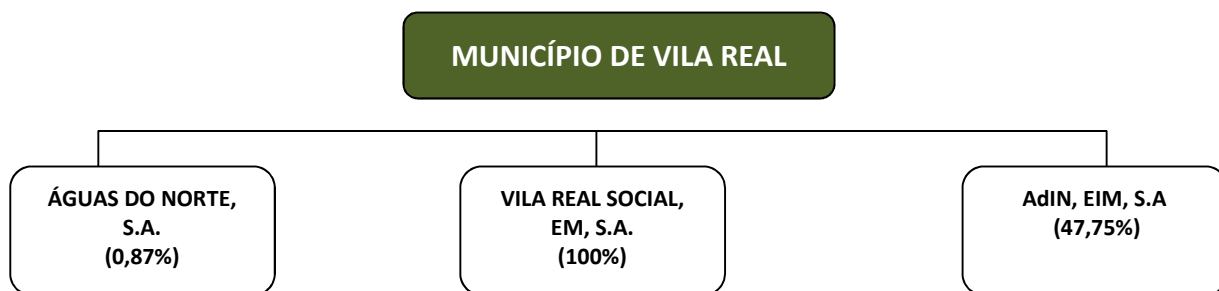 MUNICÍPIO DE VILA REAL
ÁGUAS DO NORTE,
S.A.
(0,87%)
VILA REAL SOCIAL,
EM, S.A.
(100%)
AdIN, EIM, S.A
(47,75%)